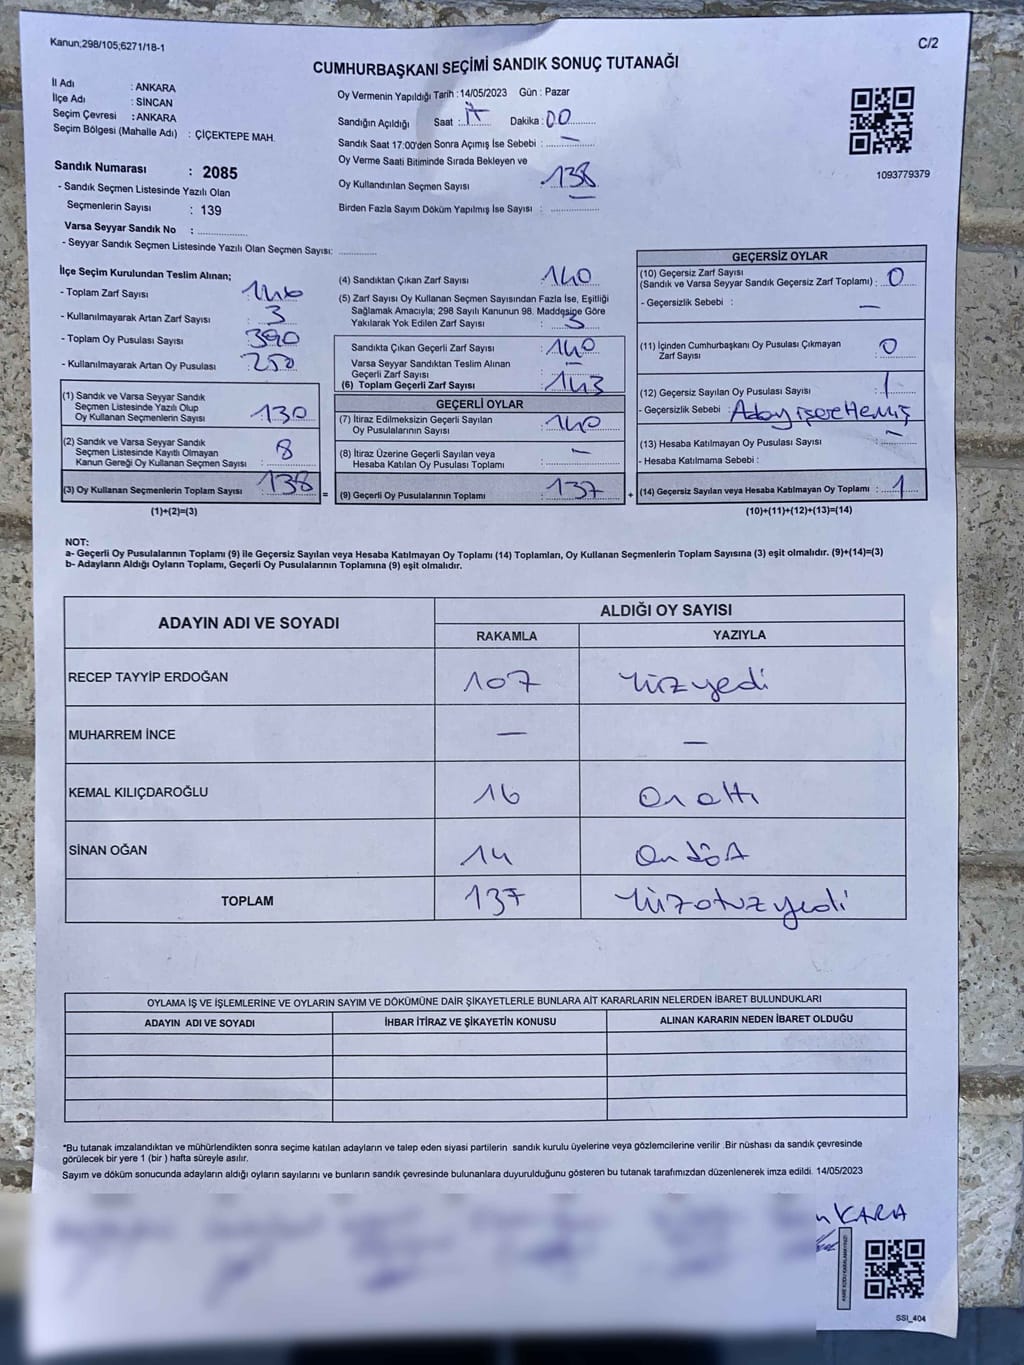 Kanun;298/105;6271/18-1
C/2
CUMHURBAŞKANI SEÇİMİ SANDIK SONUÇ TUTANAĞI
İl Adı : ANKARA
İlçe Adı : SİNCAN
Seçim Çevresi : ANKARA
Seçim Bölgesi (Mahalle Adı) : ÇİÇEKTEPE MAH.
Sandık Numarası : 2085
- Sandık Seçmen Listesinde Yazılı Olan
Seçmenlerin Sayısı : 139
Varsa Seyyar Sandık No :
- Seyyar Sandık Seçmen Listesinde Yazılı Olan Seçmen Sayısı:
Oy Vermenin Yapıldığı Tarih : 14/05/2023 Gün : Pazar
Sandığın Açıldığı Saat : 17 Dakika : 00
Sandık Saat 17:00'den Sonra Açımış İse Sebebi : —
Oy Verme Saati Bitiminde Sırada Bekleyen ve
Oy Kullandırılan Seçmen Sayısı 138
Birden Fazla Sayım Döküm Yapılmış İse Sayısı :
1093779379
İlçe Seçim Kurulundan Teslim Alınan;
- Toplam Zarf Sayısı 146
- Kullanılmayarak Artan Zarf Sayısı : 3
- Toplam Oy Pusulası Sayısı 390
- Kullanılmayarak Artan Oy Pusulası : 250
(1) Sandık ve Varsa Seyyar Sandık
Seçmen Listesinde Yazılı Olup
Oy Kullanan Seçmenlerin Sayısı : 130
(2) Sandık ve Varsa Seyyar Sandık
Seçmen Listesinde Kayıtlı Olmayan
Kanun Gereği Oy Kullanan Seçmen Sayısı : 8
(3) Oy Kullanan Seçmenlerin Toplam Sayısı 138 =
(1)+(2)=(3)
(4) Sandıktan Çıkan Zarf Sayısı 140
(5) Zarf Sayısı Oy Kullanan Seçmen Sayısından Fazla İse, Eşitliği
Sağlamak Amacıyla; 298 Sayılı Kanunun 98. Maddesine Göre
Yakılarak Yok Edilen Zarf Sayısı : 3
Sandıkta Çıkan Geçerli Zarf Sayısı : 140
Varsa Seyyar Sandıktan Teslim Alınan
Geçerli Zarf Sayısı :
(6) Toplam Geçerli Zarf Sayısı : 143
GEÇERLİ OYLAR
(7) İtiraz Edilmeksizin Geçerli Sayılan
Oy Pusulalarının Sayısı : 140
(8) İtiraz Üzerine Geçerli Sayılan veya
Hesaba Katılan Oy Pusulası Toplamı : —
(9) Geçerli Oy Pusulalarının Toplamı : 137 +
GEÇERSİZ OYLAR
(10) Geçersiz Zarf Sayısı
(Sandık ve Varsa Seyyar Sandık Geçersiz Zarf Toplamı) : 0
- Geçersizlik Sebebi : —
(11) İçinden Cumhurbaşkanı Oy Pusulası Çıkmayan
Zarf Sayısı : 0
(12) Geçersiz Sayılan Oy Pusulası Sayısı : 1
- Geçersizlik Sebebi :
(13) Hesaba Katılmayan Oy Pusulası Sayısı : —
- Hesaba Katılmama Sebebi :
(14) Geçersiz Sayılan veya Hesaba Katılmayan Oy Toplamı : 1
(10)+(11)+(12)+(13)=(14)
NOT:
a- Geçerli Oy Pusulalarının Toplamı (9) ile Geçersiz Sayılan veya Hesaba Katılmayan Oy Toplamı (14) Toplamları, Oy Kullanan Seçmenlerin Toplam Sayısına (3) eşit olmalıdır. (9)+(14)=(3)
b- Adayların Aldığı Oyların Toplamı, Geçerli Oy Pusulalarının Toplamına (9) eşit olmalıdır.
ADAYIN ADI VE SOYADI
ALDIĞI OY SAYISI
RAKAMLA YAZIYLA
RECEP TAYYİP ERDOĞAN 107 Yüzyedi
MUHARREM İNCE — —
KEMAL KILIÇDAROĞLU 16 On altı
SİNAN OĞAN 14 On dört
TOPLAM 137 Yüzotuzyedi
OYLAMA İŞ VE İŞLEMLERİNE VE OYLARIN SAYIM VE DÖKÜMÜNE DAİR ŞİKAYETLERLE BUNLARA AİT KARARLARIN NELERDEN İBARET BULUNDUKLARI
ADAYIN ADI VE SOYADI İHBAR İTİRAZ VE ŞİKAYETİN KONUSU ALINAN KARARIN NEDEN İBARET OLDUĞU
*Bu tutanak imzalandıktan ve mühürlendikten sonra seçime katılan adayların ve talep eden siyasi partilerin sandık kurulu üyelerine veya gözlemcilerine verilir .Bir nüshası da sandık çevresinde
görülecek bir yere 1 (bir ) hafta süreyle asılır.
Sayım ve döküm sonucunda adayların aldığı oyların sayılarını ve bunların sandık çevresinde bulunanlara duyurulduğunu gösteren bu tutanak tarafımızdan düzenlenerek imza edildi. 14/05/2023
KARA
SSI_404